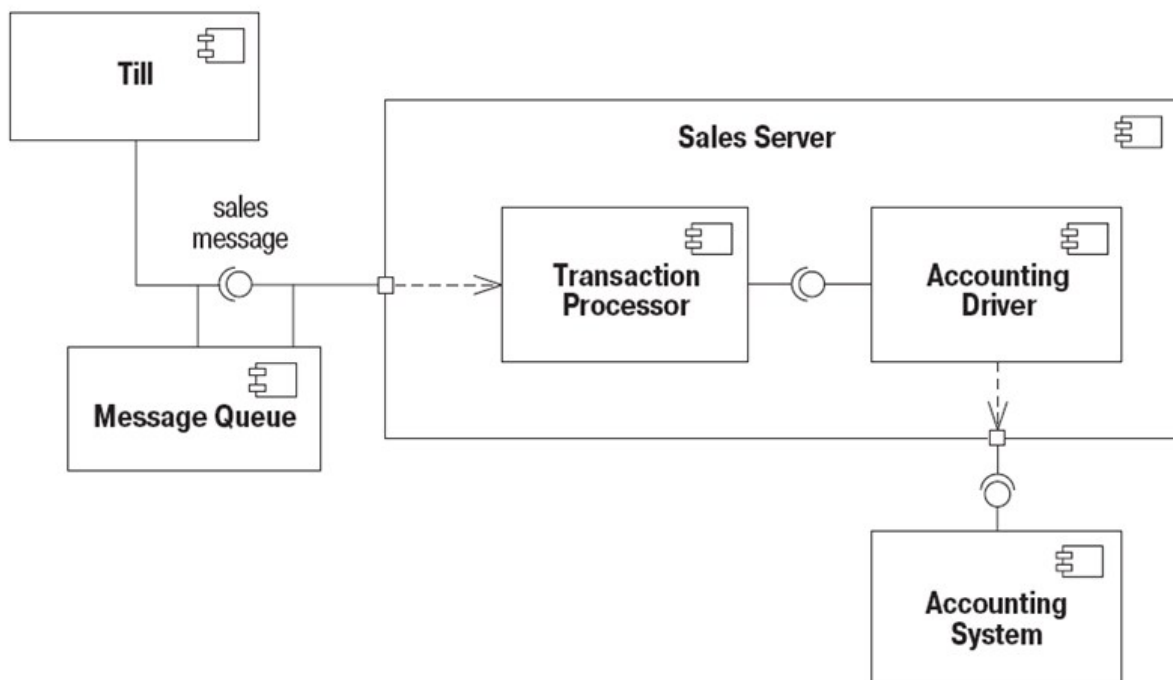 Till
Sales Server
sales
message
Transaction
Processor
Accounting
Driver
Message Queue
Accounting
System